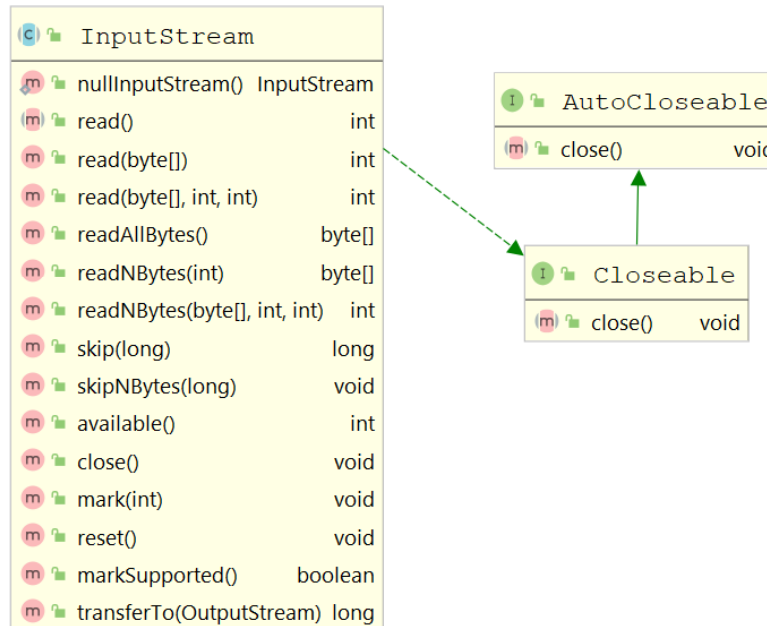 InputStream
nullInputStream() InputStream
read() int
read(byte[]) int
read(byte[], int, int) int
readAllBytes() byte[]
readNBytes(int) byte[]
readNBytes(byte[], int, int) int
skip(long) long
skipNBytes(long) void
available() int
close() void
mark(int) void
reset() void
markSupported() boolean
transferTo(OutputStream) long
AutoCloseable
close() void
Closeable
close() void